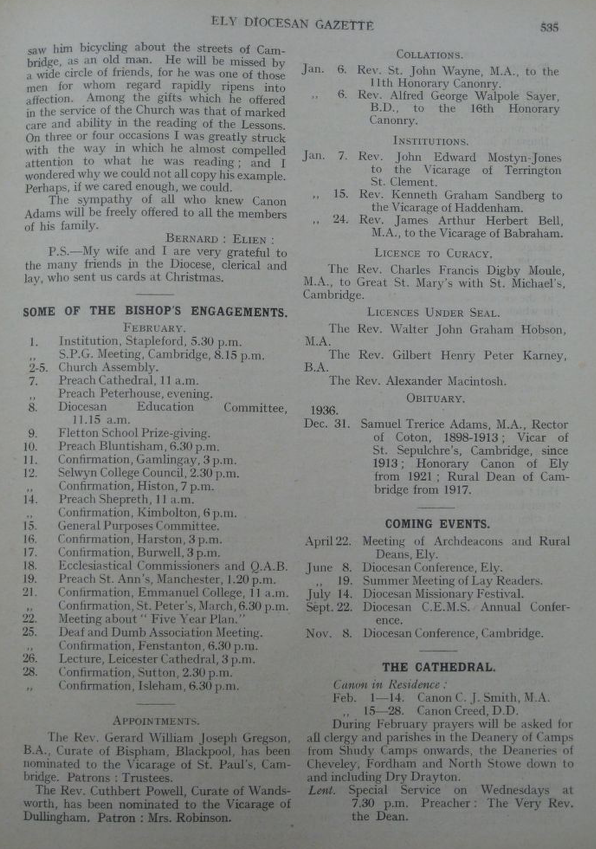 ELY DIOCESAN GAZETTE 535
saw him bicycling about the streets of Cam-
bridge, as an old man. He will be missed by
a wide circle of friends, for he was one of those
men for whom regard rapidly ripens into
affection. Among the gifts which he offered
in the service of the Church was that of marked
care and ability in the reading of the Lessons.
On three or four occasions I was greatly struck
with the way in which he almost compelled
attention to what he was reading; and I
wondered why we could not all copy his example.
Perhaps, if we cared enough, we could.
The sympathy of all who knew Canon
Adams will be freely offered to all the members
of his family.
BERNARD : ELIEN :
P.S.—My wife and I are very grateful to
the many friends in the Diocese, clerical and
lay, who sent us cards at Christmas.
SOME OF THE BISHOP'S ENGAGEMENTS.
FEBRUARY.
1. Institution, Stapleford, 5.30 p.m.
,, S.P.G. Meeting, Cambridge, 8.15 p.m.
2-5. Church Assembly.
7. Preach Cathedral, 11 a.m.
,, Preach Peterhouse, evening.
8. Diocesan Education Committee,
11.15 a.m.
9. Fletton School Prize-giving.
10. Preach Bluntisham, 6.30 p.m.
11. Confirmation, Gamlingay, 3 p.m.
12. Selwyn College Council, 2.30 p.m.
,, Confirmation, Histon, 7 p.m.
14. Preach Shepreth, 11 a.m.
,, Confirmation, Kimbolton, 6 p.m.
15. General Purposes Committee.
16. Confirmation, Harston, 3 p.m.
17. Confirmation, Burwell, 3 p.m.
18. Ecclesiastical Commissioners and Q.A.B.
19. Preach St. Ann's, Manchester, 1.20 p.m.
21. Confirmation, Emmanuel College, 11 a.m.
,, Confirmation, St. Peter's, March, 6.30 p.m.
22. Meeting about " Five Year Plan."
25. Deaf and Dumb Association Meeting.
,, Confirmation, Fenstanton, 6.30 p.m.
26. Lecture, Leicester Cathedral, 3 p.m.
28. Confirmation, Sutton, 2.30 p.m.
,, Confirmation, Isleham, 6.30 p.m.
APPOINTMENTS.
The Rev. Gerard William Joseph Gregson,
B.A., Curate of Bispham, Blackpool, has been
nominated to the Vicarage of St. Paul's, Cam-
bridge. Patrons : Trustees.
The Rev. Cuthbert Powell, Curate of Wands-
worth, has been nominated to the Vicarage of
Dullingham. Patron : Mrs. Robinson.
COLLATIONS.
Jan. 6. Rev. St. John Wayne, M.A., to the
11th Honorary Canonry.
,, 6. Rev. Alfred George Walpole Sayer,
B.D., to the 16th Honorary
Canonry.
INSTITUTIONS.
Jan. 7. Rev. John Edward Mostyn-Jones
to the Vicarage of Terrington
St. Clement.
,, 15. Rev. Kenneth Graham Sandberg to
the Vicarage of Haddenham.
,, 24. Rev. James Arthur Herbert Bell,
M.A., to the Vicarage of Babraham.
LICENCE TO CURACY.
The Rev. Charles Francis Digby Moule,
M.A., to Great St. Mary's with St. Michael's,
Cambridge.
LICENCES UNDER SEAL.
The Rev. Walter John Graham Hobson,
M.A.
The Rev. Gilbert Henry Peter Karney,
B.A.
The Rev. Alexander Macintosh.
OBITUARY.
1936.
Dec. 31. Samuel Trerice Adams, M.A., Rector
of Coton, 1898-1913 ; Vicar of
St. Sepulchre's, Cambridge, since
1913 ; Honorary Canon of Ely
from 1921 ; Rural Dean of Cam-
bridge from 1917.
COMING EVENTS.
April 22. Meeting of Archdeacons and Rural
Deans, Ely.
June 8. Diocesan Conference, Ely.
,, 19. Summer Meeting of Lay Readers.
July 14. Diocesan Missionary Festival.
Sept. 22. Diocesan C.E.M.S. Annual Confer-
ence.
Nov. 8. Diocesan Conference, Cambridge.
THE CATHEDRAL.
Canon in Residence :
Feb. 1—14. Canon C. J. Smith, M.A.
,, 15—28. Canon Creed, D.D.
During February prayers will be asked for
all clergy and parishes in the Deanery of Camps
from Shudy Camps onwards, the Deaneries of
Cheveley, Fordham and North Stowe down to
and including Dry Drayton.
Lent. Special Service on Wednesdays at
7.30 p.m. Preacher : The Very Rev.
the Dean.